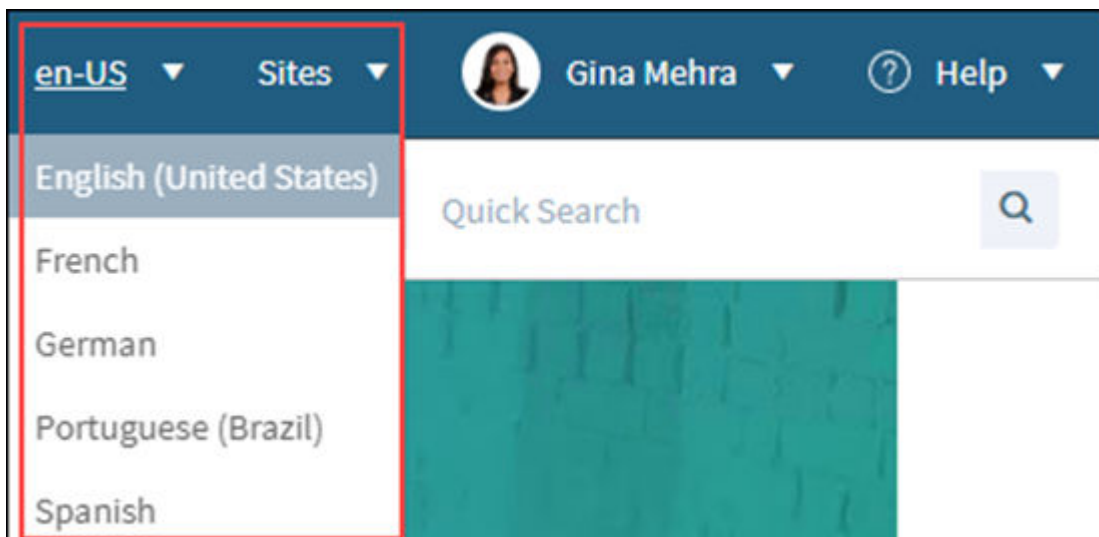 en-US Sites Gina Mehra Help
English (United States)
Quick Search
French
German
Portuguese (Brazil)
Spanish